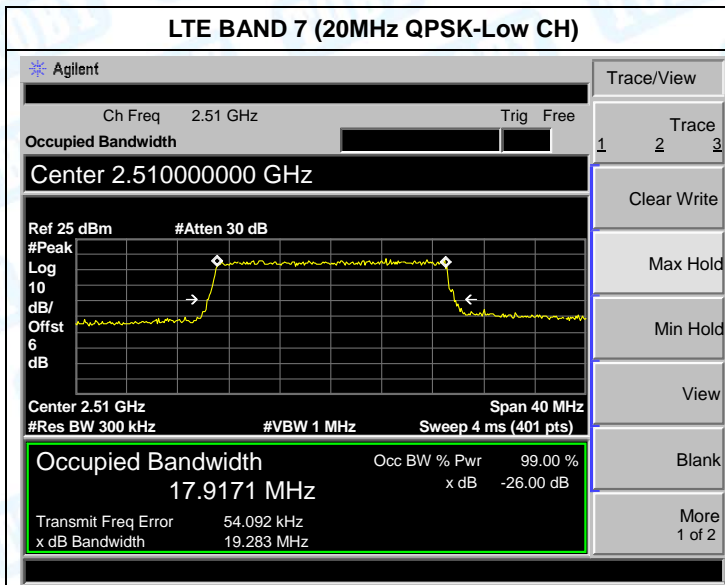 LTE BAND 7 (20MHz QPSK-Low CH)
Agilent
Trace/View
Ch Freq 2.51 GHz Trig Free
Occupied Bandwidth
Trace
1 2 3
Center 2.510000000 GHz
Clear Write
Ref 25 dBm #Atten 30 dB
#Peak
Log
10
dB/
Offst
6
dB
Max Hold
Min Hold
View
Center 2.51 GHz Span 40 MHz
#Res BW 300 kHz #VBW 1 MHz Sweep 4 ms (401 pts)
Occupied Bandwidth Occ BW % Pwr 99.00 %
17.9171 MHz x dB -26.00 dB
Blank
Transmit Freq Error 54.092 kHz
x dB Bandwidth 19.283 MHz
More
1 of 2